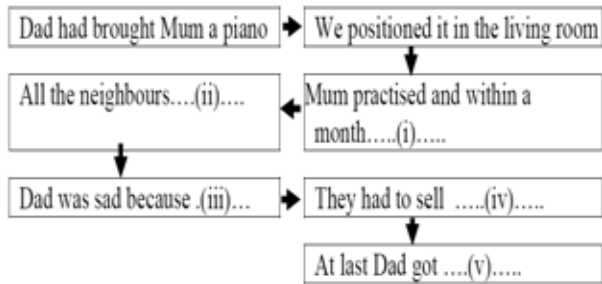 Dad had brought Mum a piano
We positioned it in the living room
Mum practised and within a
month.....(i).....
All the neighbours....(ii)....
Dad was sad because .(iii)...
They had to sell .....(iv).....
At last Dad got ....(v).....